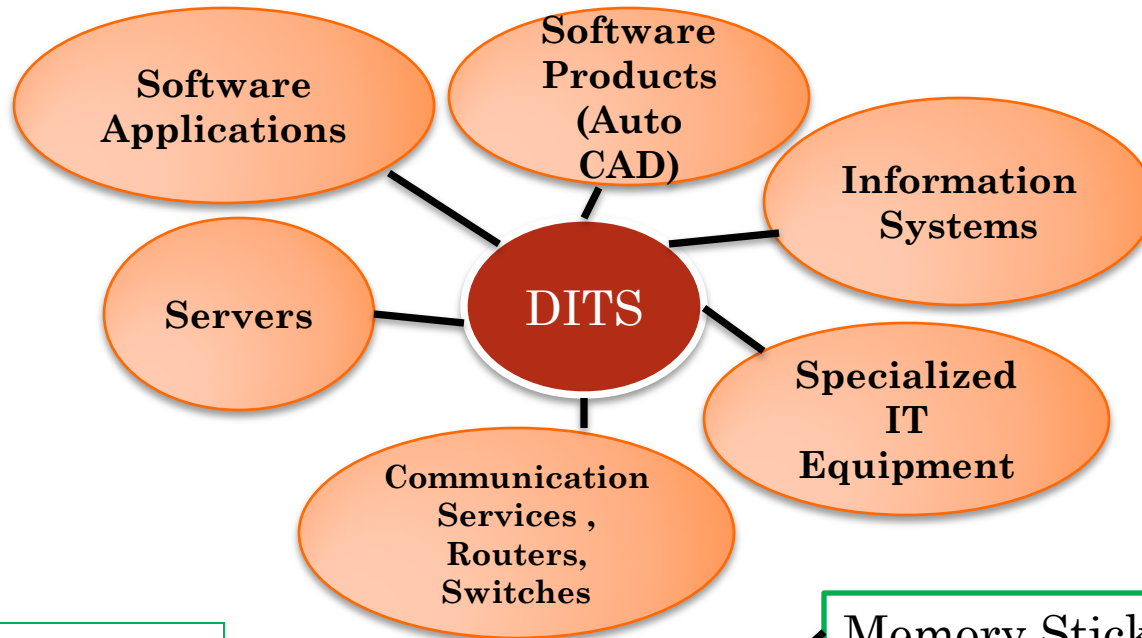 Software
Applications
Software
Products
(Auto
CAD)
Information
Systems
Servers
DITS
Specialized
IT
Equipment
Communication
Services ,
Routers,
Switches
Memory Stick